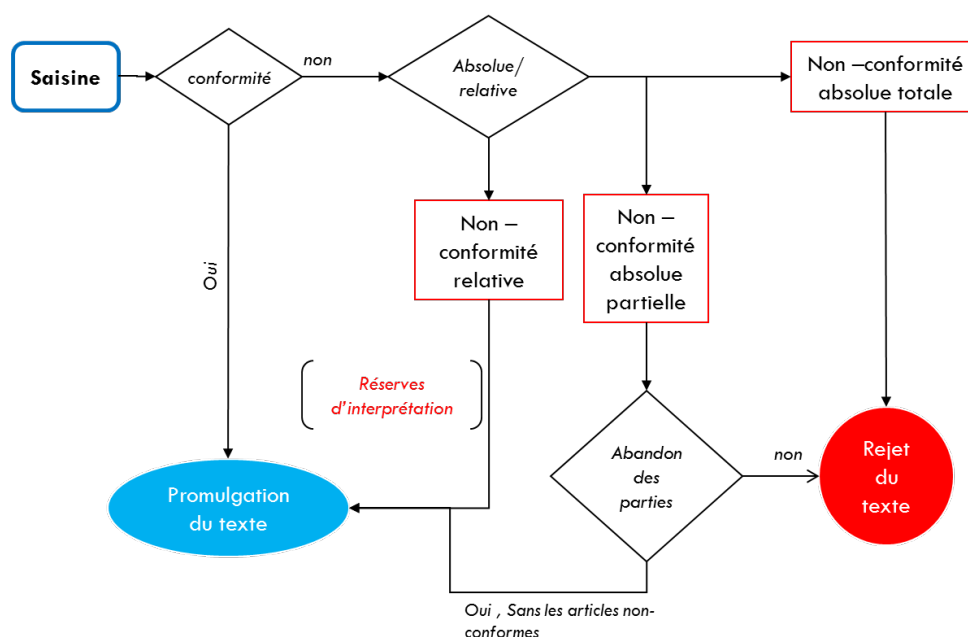 Saisine
conformité
non
Absolue/
relative
Non –conformité
absolue totale
Non –
conformité
relative
Non –
conformité
absolue
partielle
Oui
Réserves
d’interprétation
Promulgation
du texte
Abandon
des
parties
non
Rejet
du
texte
Oui , Sans les articles non-
conformes